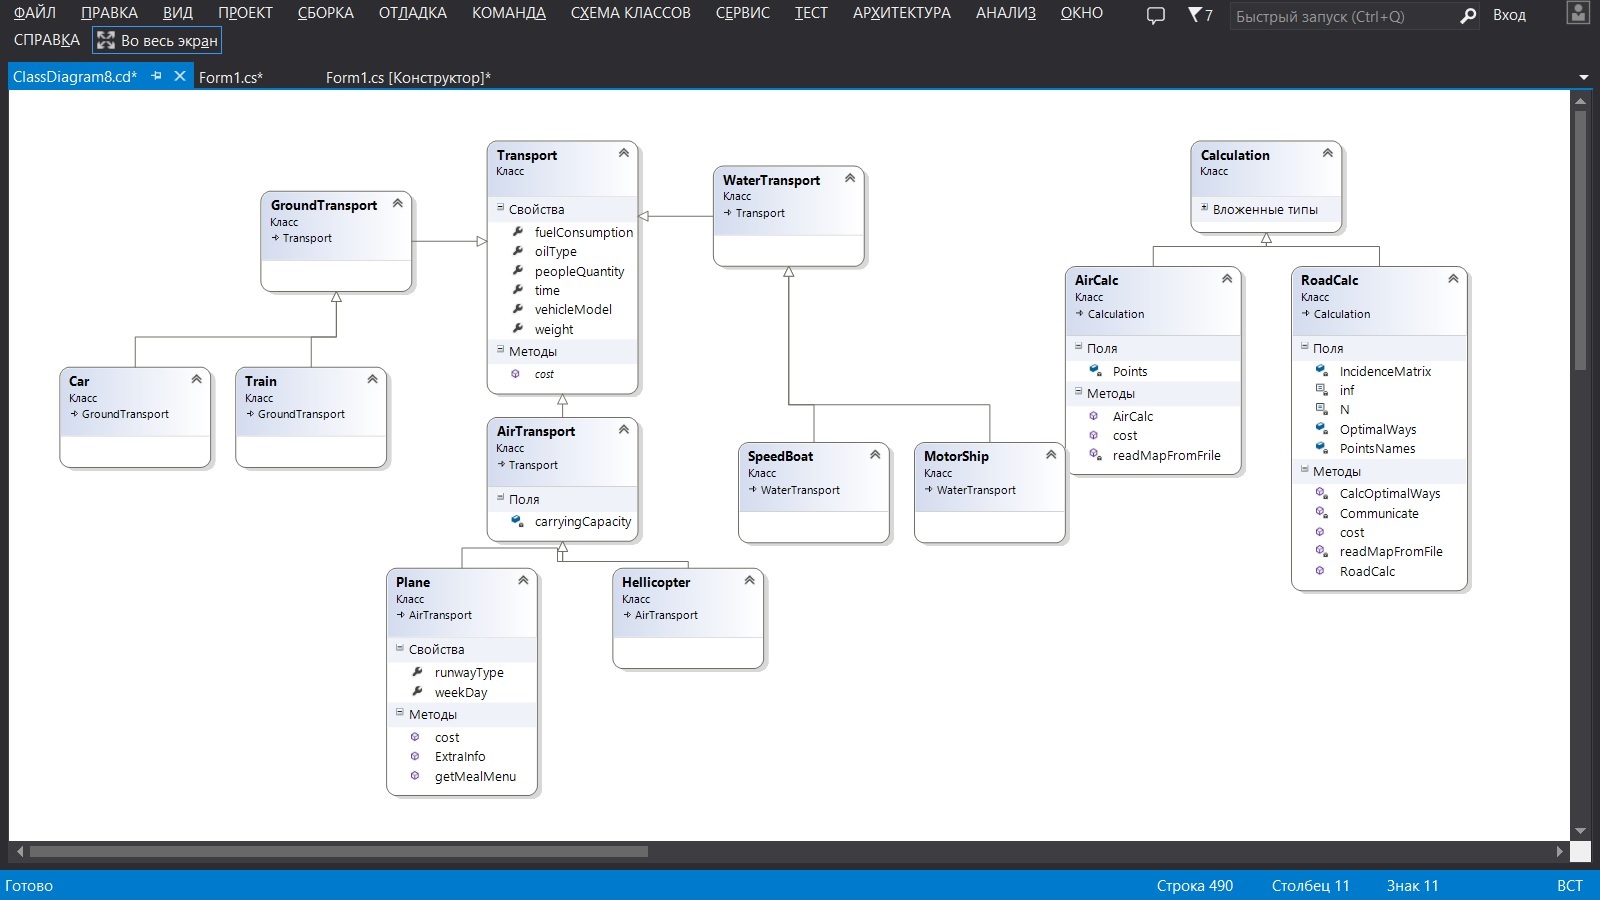 ФАЙЛ ПРАВКА ВИД ПРОЕКТ СБОРКА ОТЛАДКА КОМАНДА СХЕМА КЛАССОВ СЕРВИС ТЕСТ АРХИТЕКТУРА АНАЛИЗ ОКНО 7 Быстрый запуск (Ctrl+Q) Вход
СПРАВКА Во весь экран
ClassDiagram8.cd* Form1.cs* Form1.cs [Конструктор]*
GroundTransport
Класс
Transport
Car
Класс
GroundTransport
Train
Класс
GroundTransport
Transport
Класс
Свойства
fuelConsumption
oilType
peopleQuantity
time
vehicleModel
weight
Методы
cost
AirTransport
Класс
Transport
Поля
carryingCapacity
Plane
Класс
AirTransport
Свойства
runwayType
weekDay
Методы
cost
ExtraInfo
getMealMenu
Hellicopter
Класс
AirTransport
WaterTransport
Класс
Transport
SpeedBoat
Класс
WaterTransport
MotorShip
Класс
WaterTransport
Calculation
Класс
Вложенные типы
AirCalc
Класс
Calculation
Поля
Points
Методы
AirCalc
cost
readMapFromFrile
RoadCalc
Класс
Calculation
Поля
IncidenceMatrix
inf
N
OptimalWays
PointsNames
Методы
CalcOptimalWays
Communicate
cost
readMapFromFile
RoadCalc
Готово Строка 490 Столбец 11 Знак 11 ВСТ